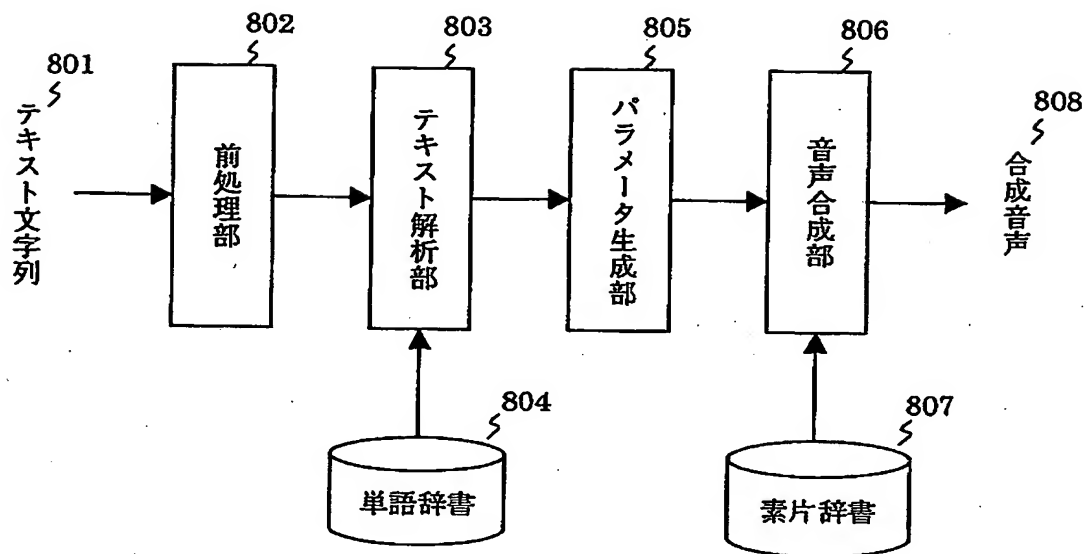 801
テキスト文字列
802
前処理部
803
テキスト解析部
805
パラメータ生成部
806
音声合成部
808
合成音声
804
単語辞書
807
素片辞書